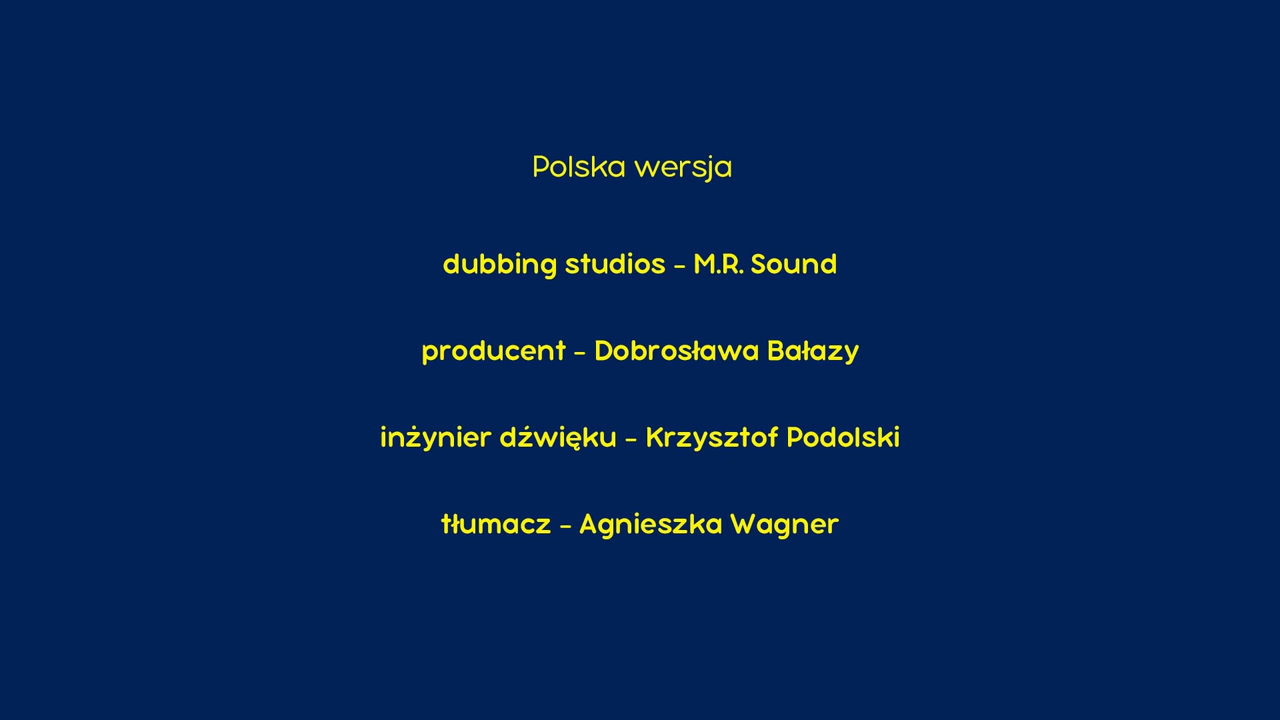 Polska wersja
dubbing studios - M.R. Sound
producent - Dobrosława Bałazy
inżynier dźwięku - Krzysztof Podolski
tłumacz - Agnieszka Wagner